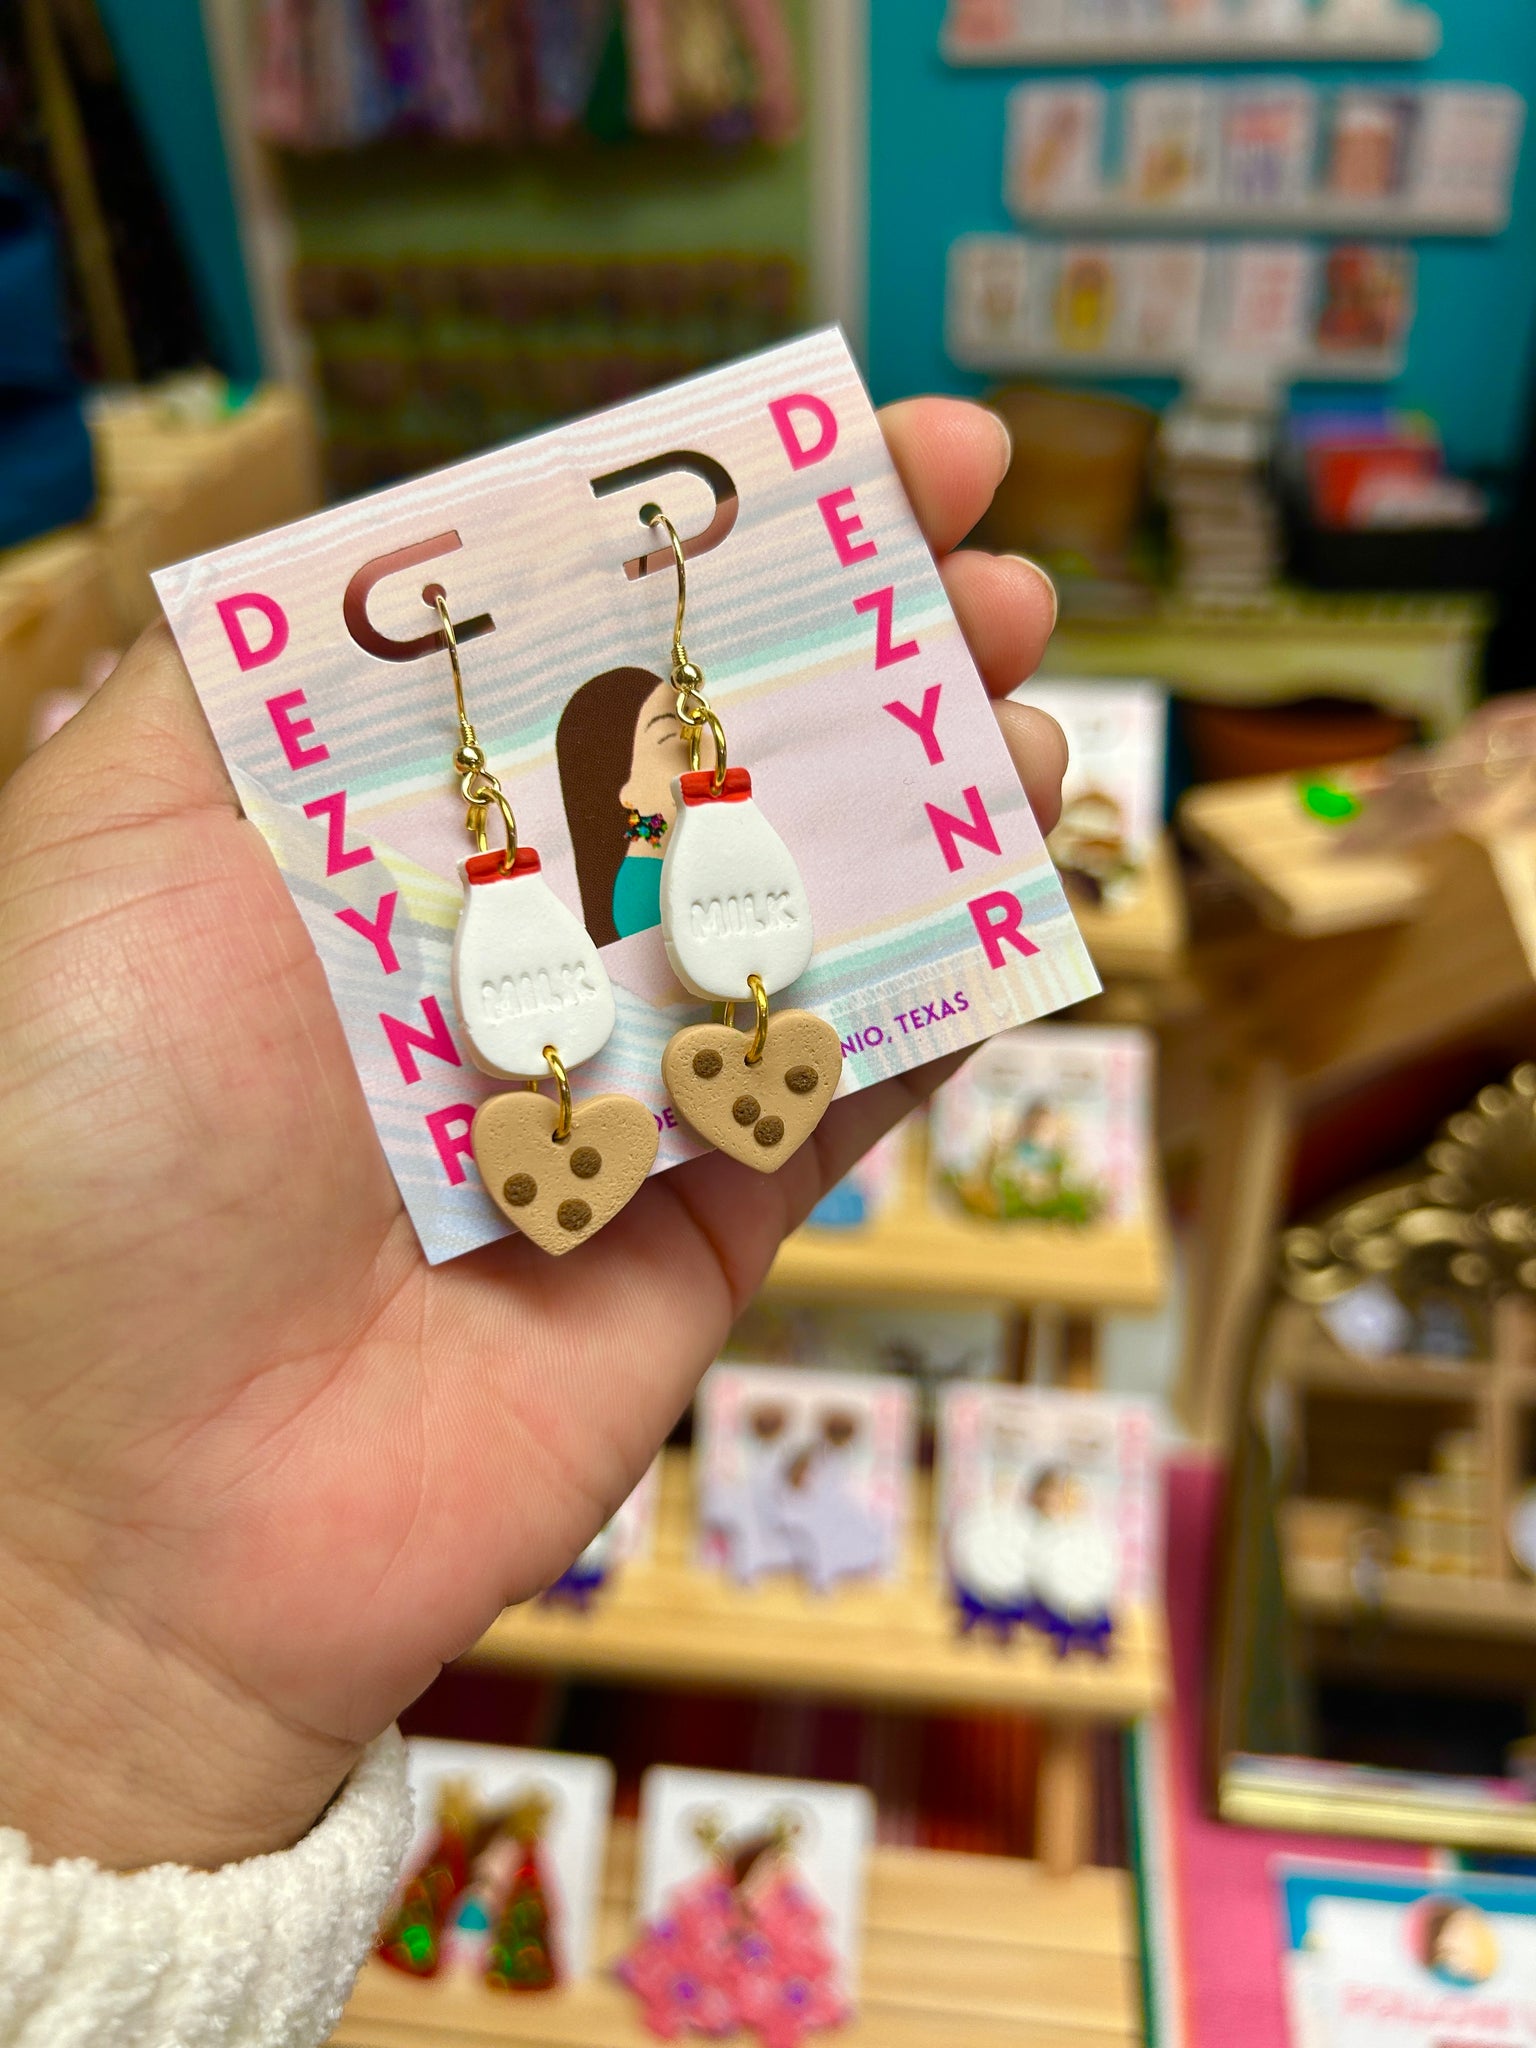 DEZYNR
DEZYNR
MILK
MILK
NIO, TEXAS